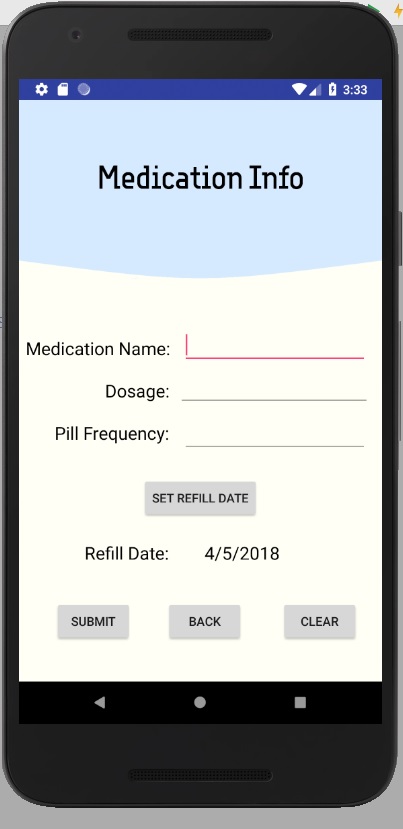 3:33
Medication Info
Medication Name:
Dosage:
Pill Frequency:
SET REFILL DATE
Refill Date: 4/5/2018
SUBMIT BACK CLEAR